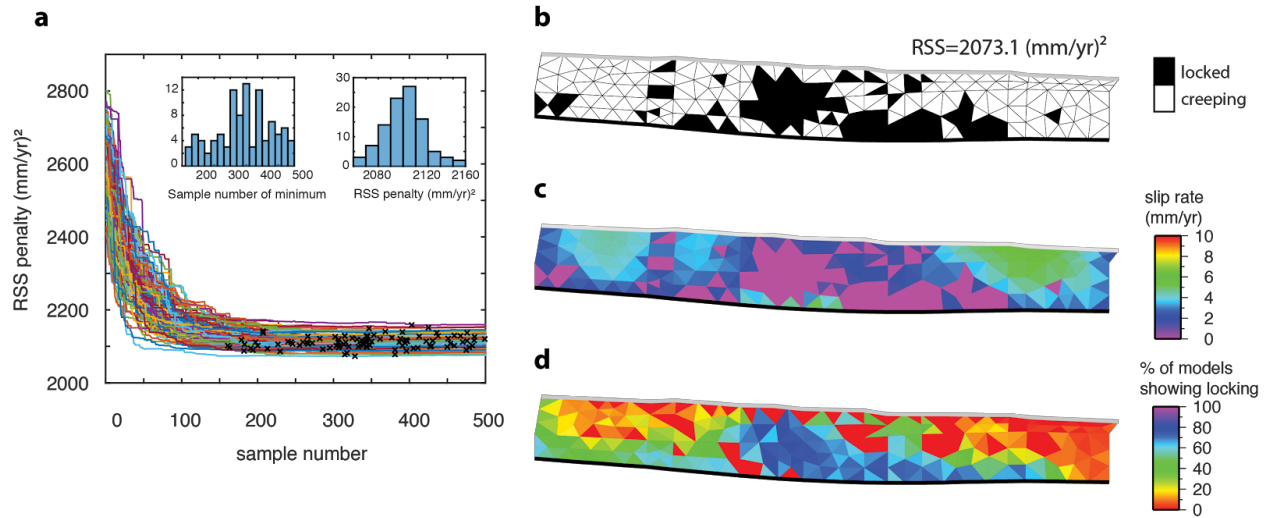 a
RSS penalty (mm/yr)²
2800
2600
2400
2200
2100
2000
0
100
200
300
400
500
sample number
12
8
4
0
200
300
400
500
Sample number of minimum
30
20
10
0
2080
2120
2160
RSS penalty (mm/yr)²
b
RSS=2073.1 (mm/yr)²
locked
creeping
c
slip rate
(mm/yr)
10
8
6
4
2
0
d
% of models
showing locking
100
80
60
40
20
0